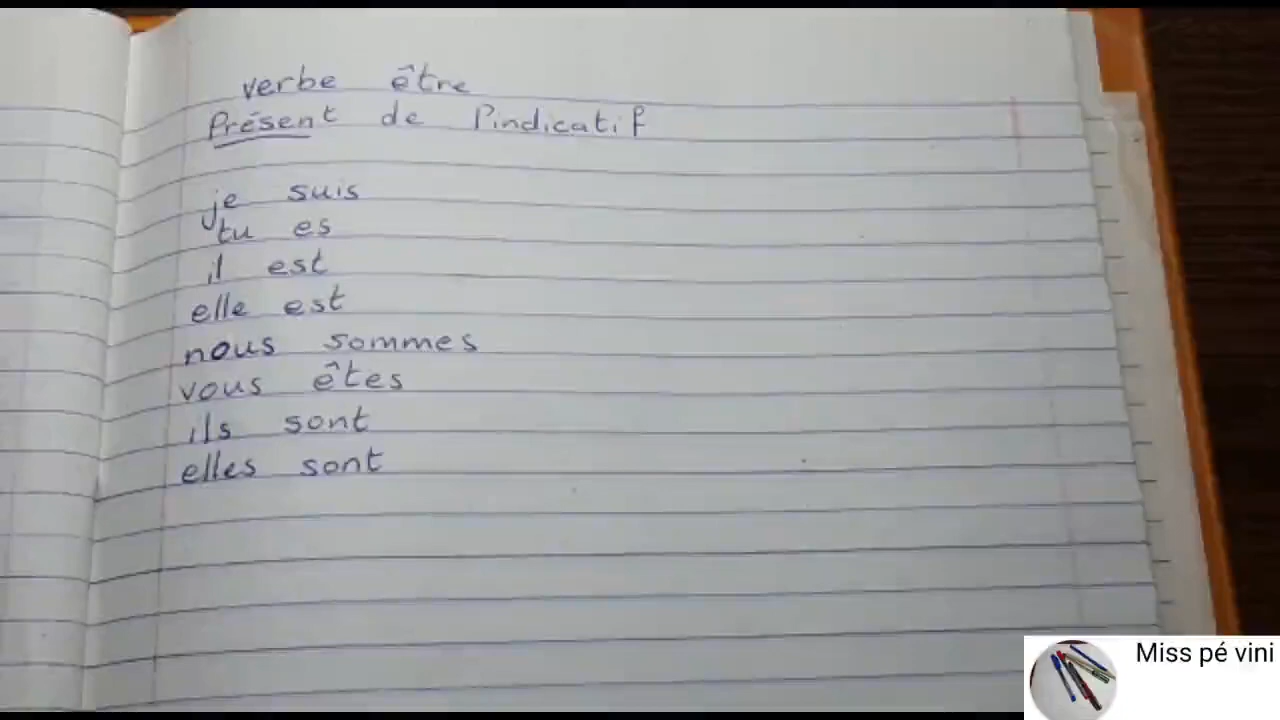 verbe être
Présent de l'indicatif
je suis
tu es
il est
elle est
nous sommes
vous êtes
ils sont
elles sont
Miss pé vini